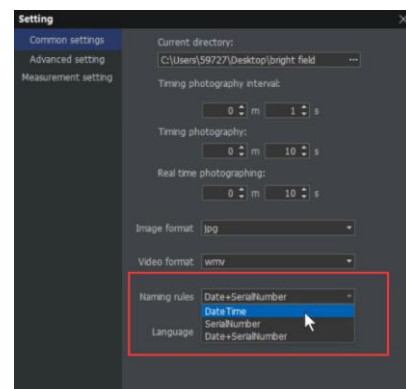 Setting
Common settings
Advanced setting
Measurement setting
Current directory:
C:\Users\59727\Desktop\bright field ...
Timing photography interval:
0 m 1 s
Timing photography:
0 m 10 s
Real time photographing:
0 m 10 s
Image format jpg
Video format wmv
Naming rules Date+SerialNumber
DateTime
SerialNumber
Date+SerialNumber
Language